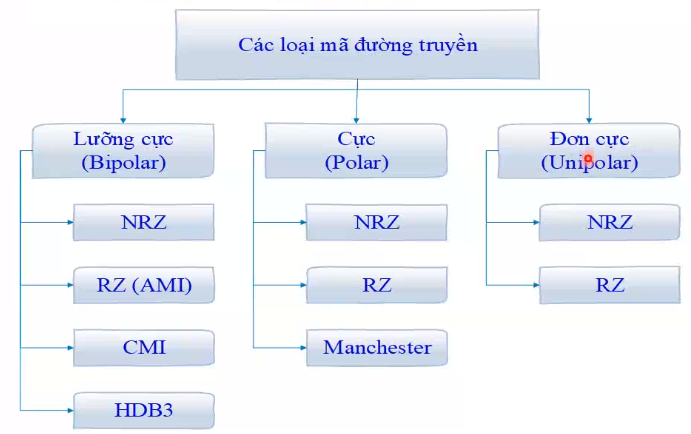 Các loại mã đường truyền
Lưỡng cực
(Bipolar)
NRZ
RZ (AMI)
CMI
HDB3
Cực
(Polar)
NRZ
RZ
Manchester
Đơn cực
(Unipolar)
NRZ
RZ